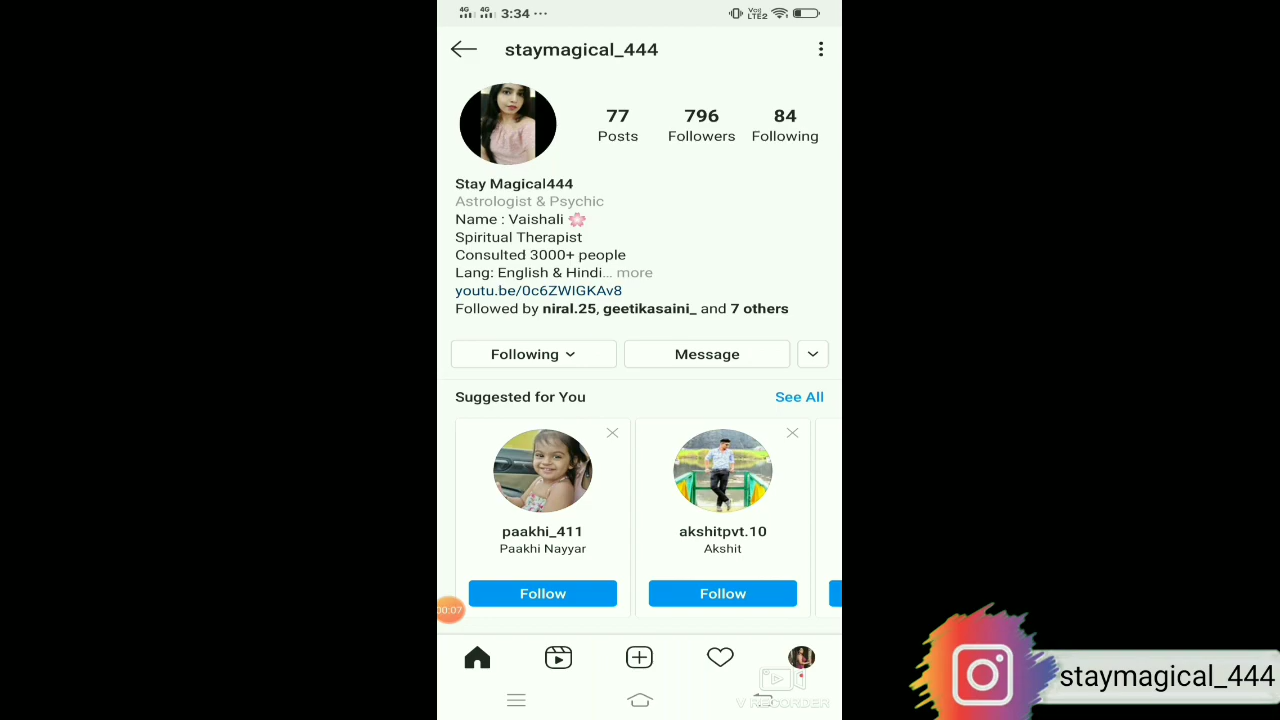 4G 4G 3:34 ··· Voij LTE2
staymagical_444
77 796 84
Posts Followers Following
Stay Magical444
Astrologist & Psychic
Name : Vaishali 🌸
Spiritual Therapist
Consulted 3000+ people
Lang: English & Hindi... more
youtu.be/0c6ZWIGKAv8
Followed by niral.25, geetikasaini_ and 7 others
Following Message
Suggested for You See All
paakhi_411 akshitpvt.10
Paakhi Nayyar Akshit
Follow Follow
00:07
V RECORDER
staymagical_444